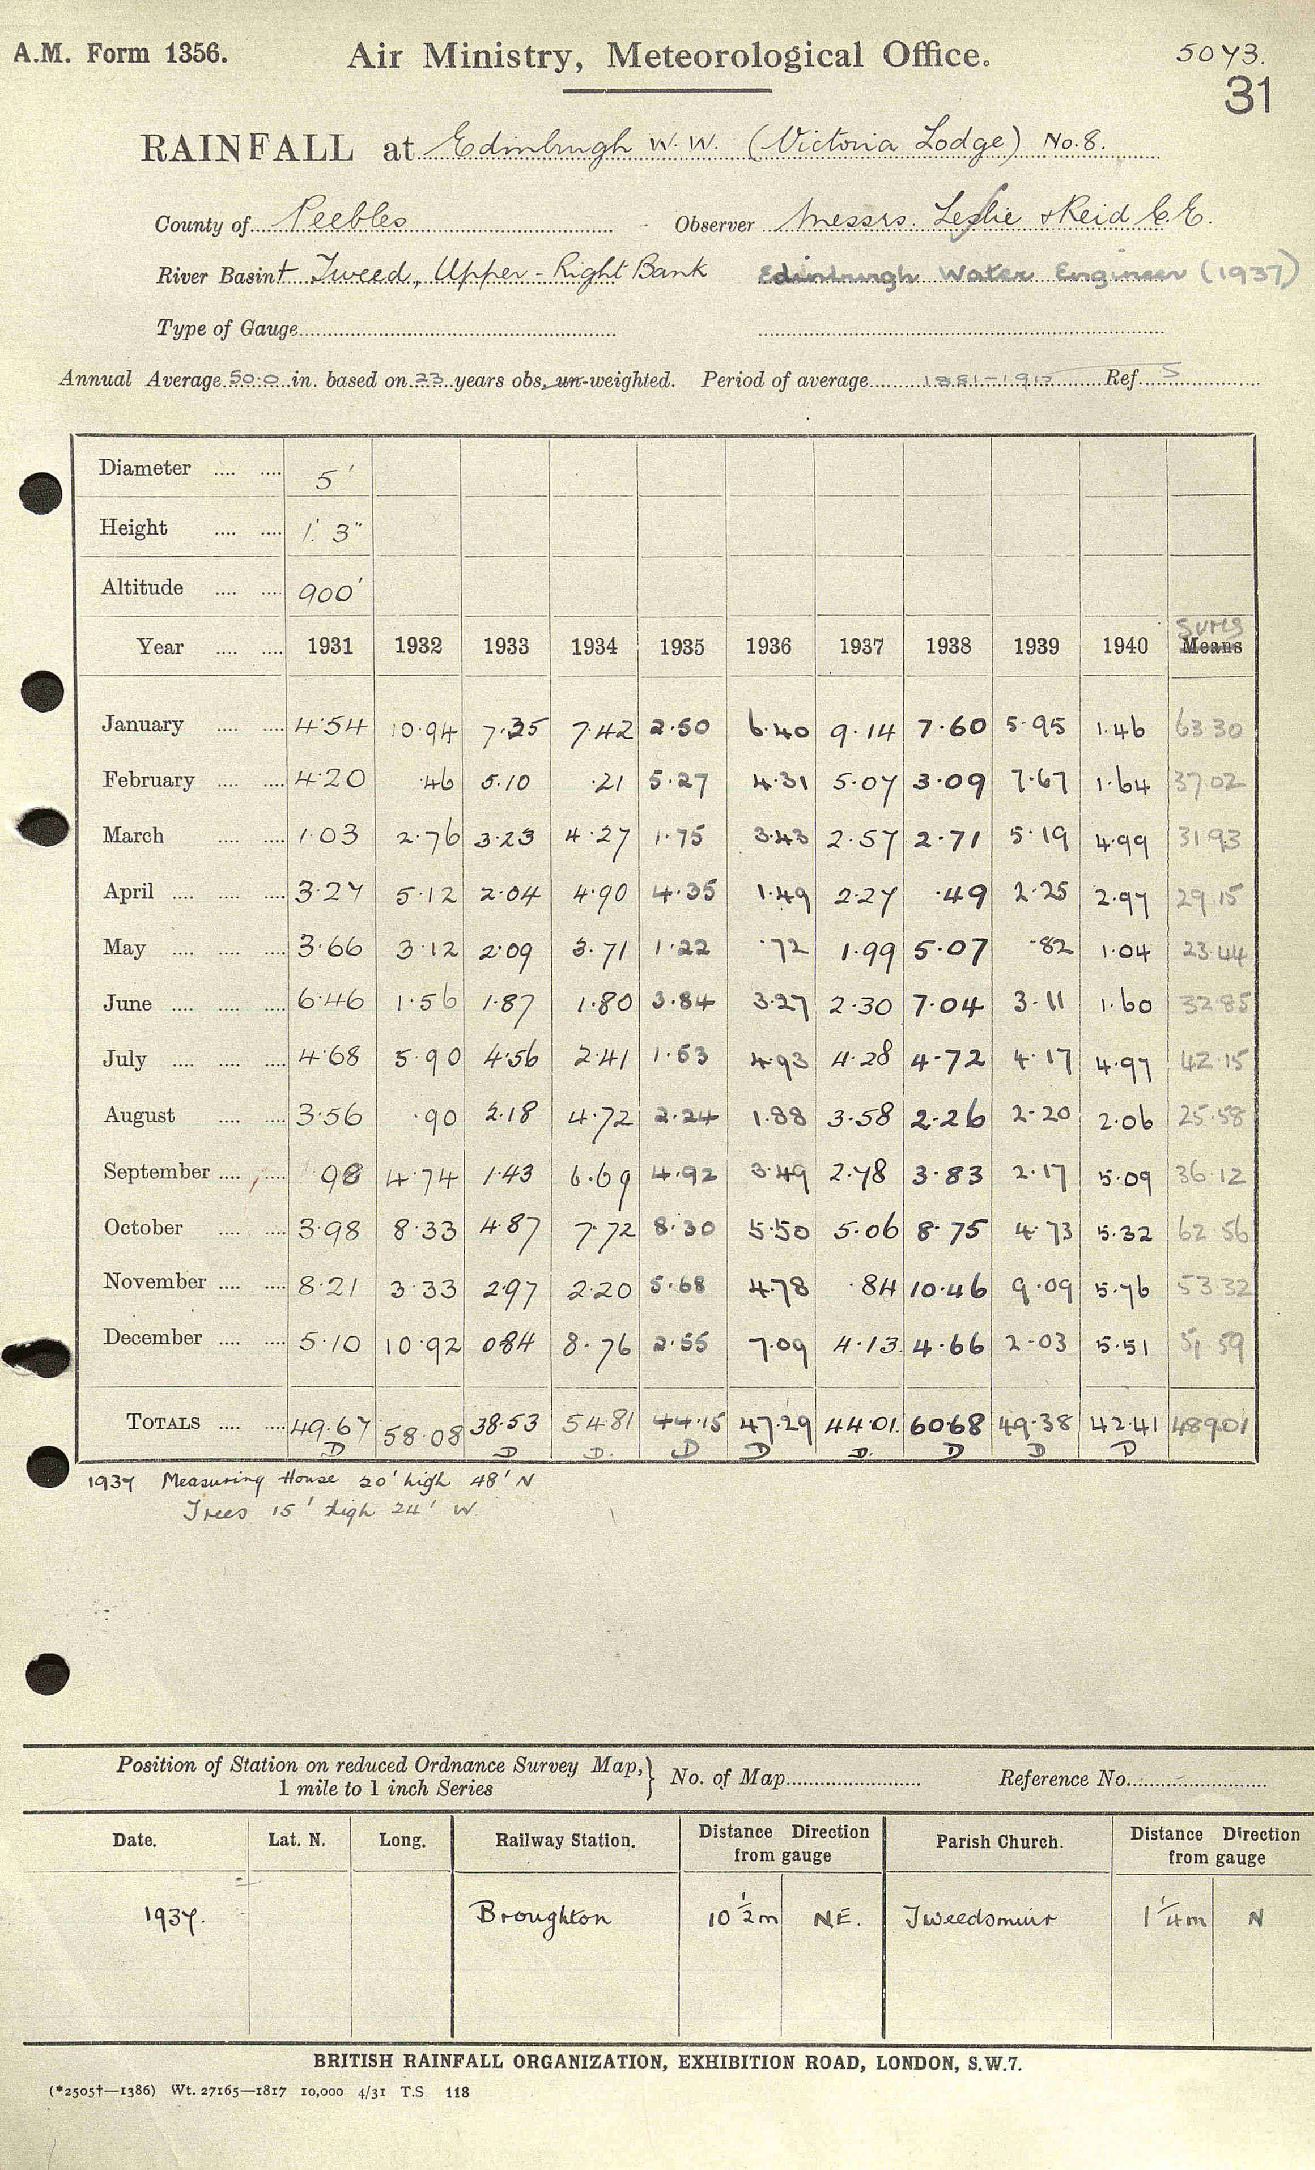 A.M. Form 1356. Air Ministry, Meteorological Office. 5073.
31
RAINFALL at Edinburgh W.W. (Victoria Lodge) No. 8.
County of Peebles Observer Messrs. Leslie & Reid C.E.
River Basin Tweed, Upper - Right Bank Edinburgh Water Engineer (1937)
Type of Gauge
Annual Average 50.0 in. based on 23 years obs, un-weighted. Period of average Ref. 5
Diameter .... .... 5'
Height .... .... 1' 3"
Altitude .... .... 900'
Sums
Year .... .... 1931 1932 1933 1934 1935 1936 1937 1938 1939 1940 Means
January .... .... 4.54 10.94 7.35 7.42 2.50 6.40 9.14 7.60 5.95 1.46 63.30
February .... .... 4.20 .46 5.10 .21 5.27 4.31 5.07 3.09 7.67 1.64 37.02
March .... .... 1.03 2.76 3.23 4.27 1.75 3.43 2.57 2.71 5.19 4.99 31.93
April .... .... .... 3.27 5.12 2.04 4.90 4.35 1.49 2.27 .49 2.25 2.97 29.15
May .... .... .... 3.66 3.12 2.09 3.71 1.22 .72 1.99 5.07 .82 1.04 23.44
June .... .... .... 6.46 1.56 1.87 1.80 3.84 3.27 2.30 7.04 3.11 1.60 32.85
July .... .... .... 4.68 5.90 4.56 2.41 1.53 4.93 4.28 4.72 4.17 4.97 42.15
August .... .... 3.56 .90 2.18 4.72 2.24 1.88 3.58 2.26 2.20 2.06 25.58
September .... .... .98 4.74 1.43 6.69 4.92 3.49 2.78 3.83 2.17 5.09 36.12
October .... .... 3.98 8.33 4.87 7.72 8.30 5.50 5.06 8.75 4.73 5.32 62.56
November .... .... 8.21 3.33 2.97 2.20 5.68 4.78 .84 10.46 9.09 5.76 53.32
December .... .... 5.10 10.92 0.84 8.76 2.55 7.09 4.13 4.66 2.03 5.51 51.59
TOTALS .... .... 49.67 58.08 38.53 54.81 44.15 47.29 44.01 60.68 49.38 42.41 489.01
D D D. D D D. D D D
1937 Measuring House 20' high 48' N
Trees 15' high 24' W
Position of Station on reduced Ordnance Survey Map, } No. of Map Reference No.
1 mile to 1 inch Series
Date. Lat. N. Long. Railway Station. Distance from gauge Direction Parish Church. Distance from gauge Direction
1937. Broughton 10 1/2 m NE. Tweedsmuir 1 1/4 m N
BRITISH RAINFALL ORGANIZATION, EXHIBITION ROAD, LONDON, S.W.7.
(*2505†—1386) Wt. 27165—1817 10,000 4/31 T.S 118